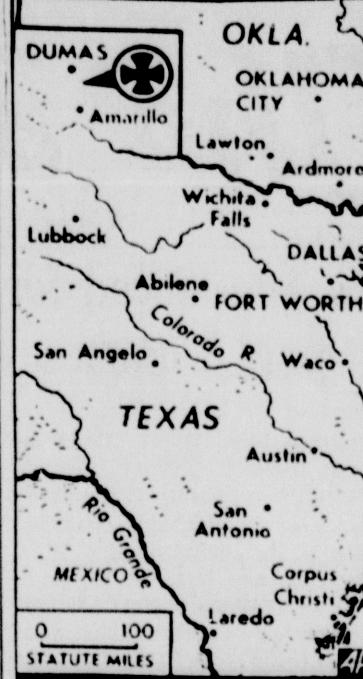 OKLA.
DUMAS
OKLAHOMA
CITY
Amarillo
Lawton
Ardmore
Wichita
Falls
Lubbock
DALLAS
Abilene
FORT WORTH
Colorado R.
San Angelo
Waco
TEXAS
Austin
San
Antonio
Rio Grande
MEXICO
Corpus
Christi
Laredo
0 100
STATUTE MILES